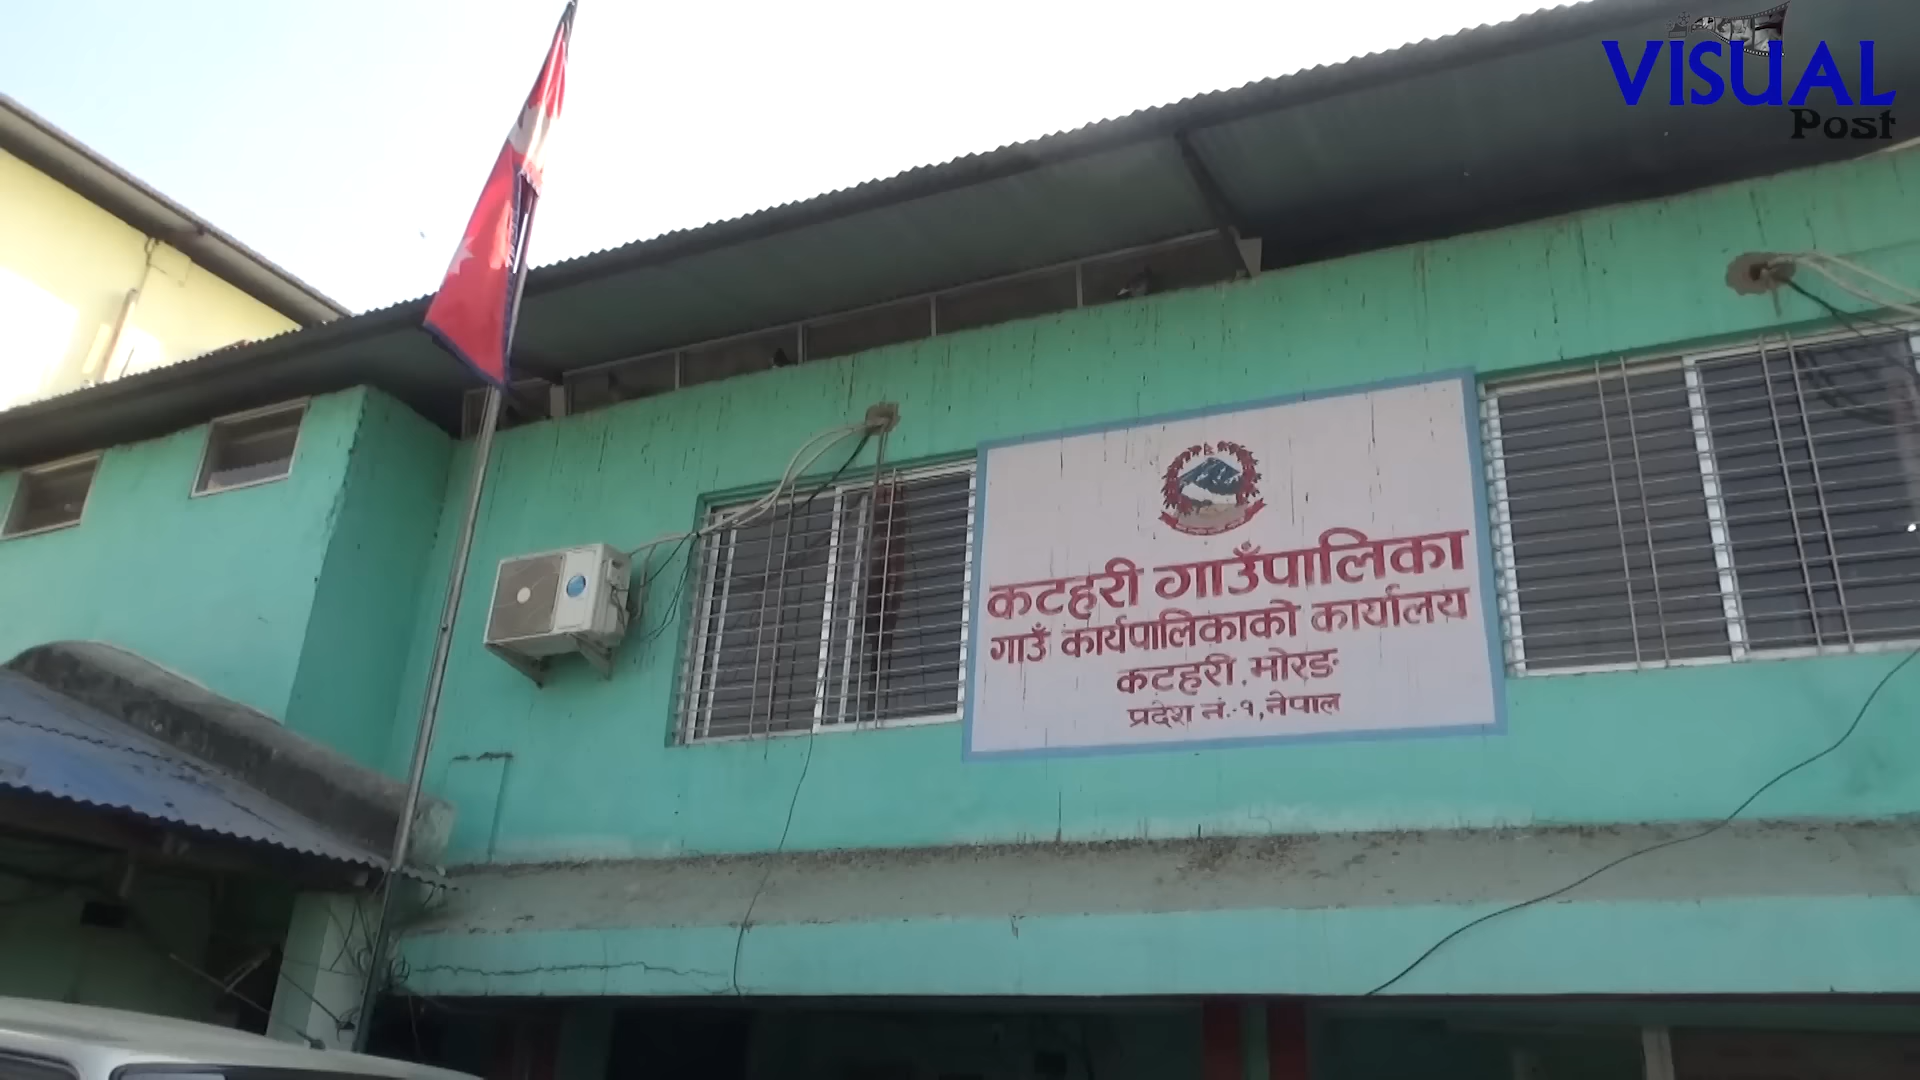 VISUAL
Post
कटहरी गाउँपालिका
गाउँ कार्यपालिकाको कार्यालय
कटहरी, मोरङ
प्रदेश नं.-१, नेपाल